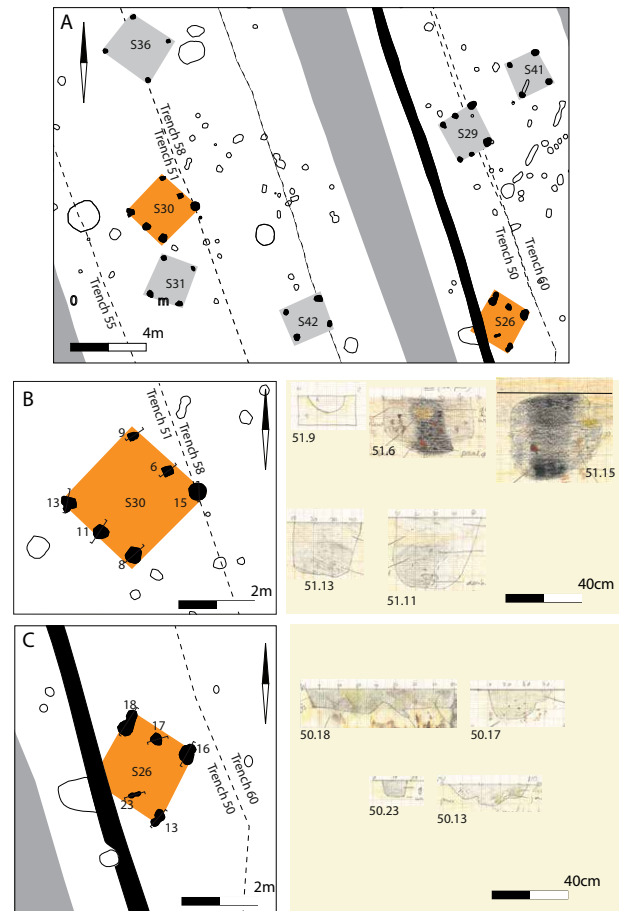 A
S36
S41
Trench 58
Trench 51
S29
S30
S31
0
m
Trench 55
4m
S42
Trench 50
Trench 60
S26
B
9
Trench 51
Trench 58
6
S30
15
13
11
8
2m
51.9
51.6
51.15
51.13
51.11
40cm
C
18
17
16
S26
Trench 50
Trench 60
23
13
2m
50.18
50.17
50.23
50.13
40cm